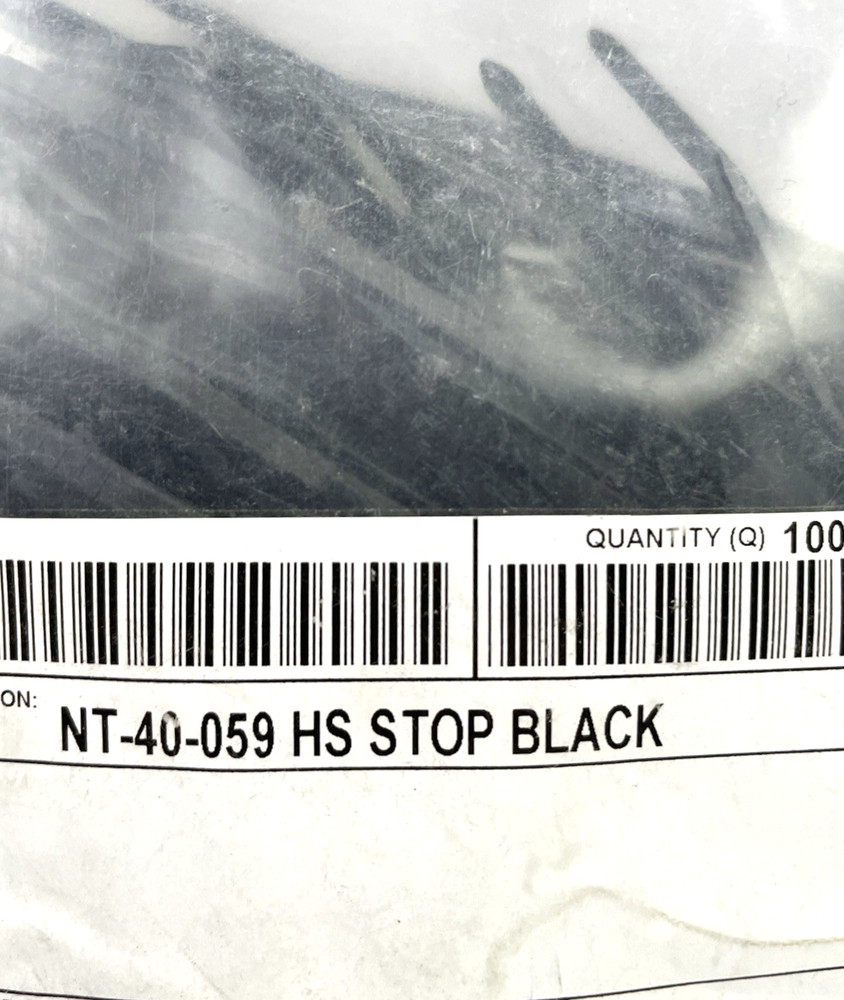 QUANTITY (Q) 100
ON:
NT-40-059 HS STOP BLACK